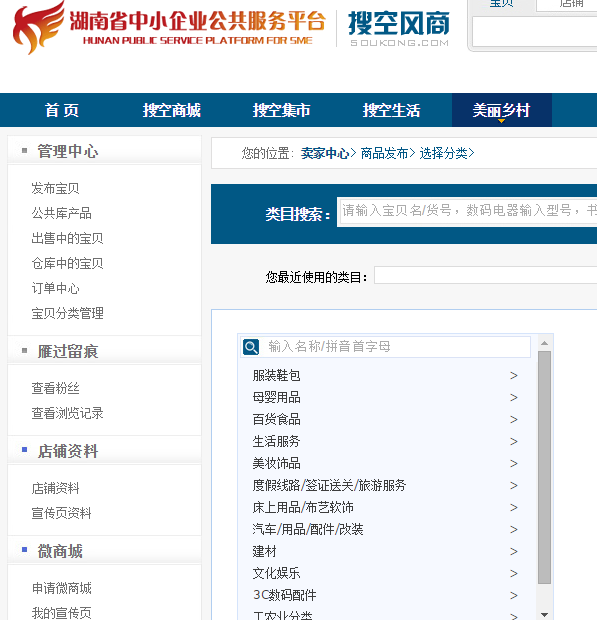 宝贝
店铺
湖南省中小企业公共服务平台
HUNAN PUBLIC SERVICE PLATFORM FOR SME
搜空网商
SOUKONG.COM
首 页 搜空商城 搜空集市 搜空生活 美丽乡村
管理中心
发布宝贝
公共库产品
出售中的宝贝
仓库中的宝贝
订单中心
宝贝分类管理
雁过留痕
查看粉丝
查看浏览记录
店铺资料
店铺资料
宣传页资料
微商城
申请微商城
我的宣传页
您的位置: 卖家中心> 商品发布> 选择分类>
类目搜索: 请输入宝贝名/货号，数码电器输入型号，书
您最近使用的类目:
输入名称/拼音首字母
服装鞋包 >
母婴用品 >
百货食品 >
生活服务 >
美妆饰品 >
度假线路/签证送关/旅游服务 >
床上用品/布艺软饰 >
汽车/用品/配件/改装 >
建材 >
文化娱乐 >
3C数码配件 >
工农业分类 >